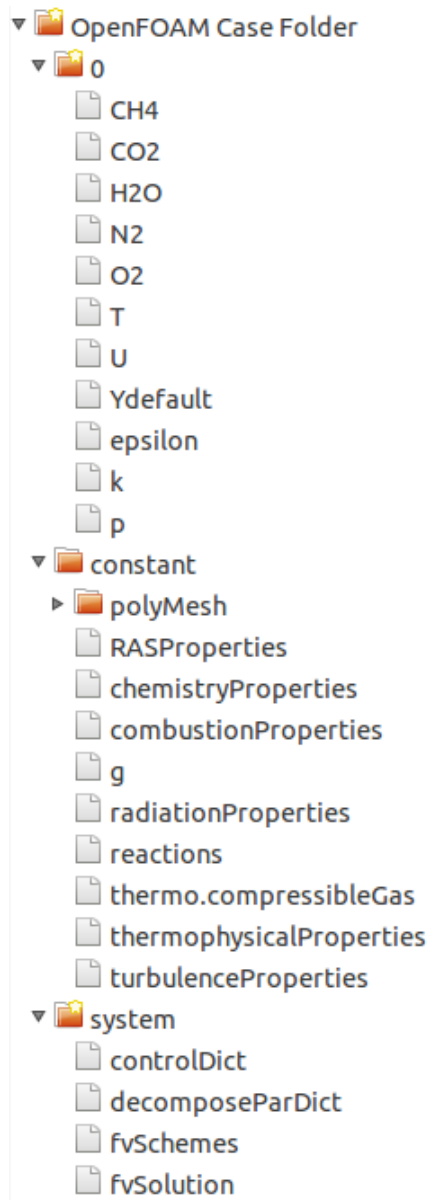 OpenFOAM Case Folder
0
CH4
CO2
H2O
N2
O2
T
U
Ydefault
epsilon
k
p
constant
polyMesh
RASProperties
chemistryProperties
combustionProperties
g
radiationProperties
reactions
thermo.compressibleGas
thermophysicalProperties
turbulenceProperties
system
controlDict
decomposeParDict
fvSchemes
fvSolution